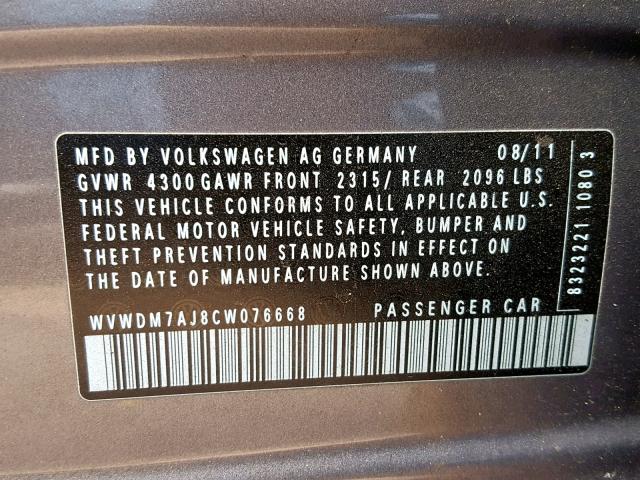 MFD BY VOLKSWAGEN AG GERMANY 08/11
GVWR 4300 GAWR FRONT 2315/ REAR 2096 LBS
THIS VEHICLE CONFORMS TO ALL APPLICABLE U.S.
FEDERAL MOTOR VEHICLE SAFETY, BUMPER AND
THEFT PREVENTION STANDARDS IN EFFECT ON
THE DATE OF MANUFACTURE SHOWN ABOVE.
WVWDM7AJ8CW076668 PASSENGER CAR
8323221 1080 3